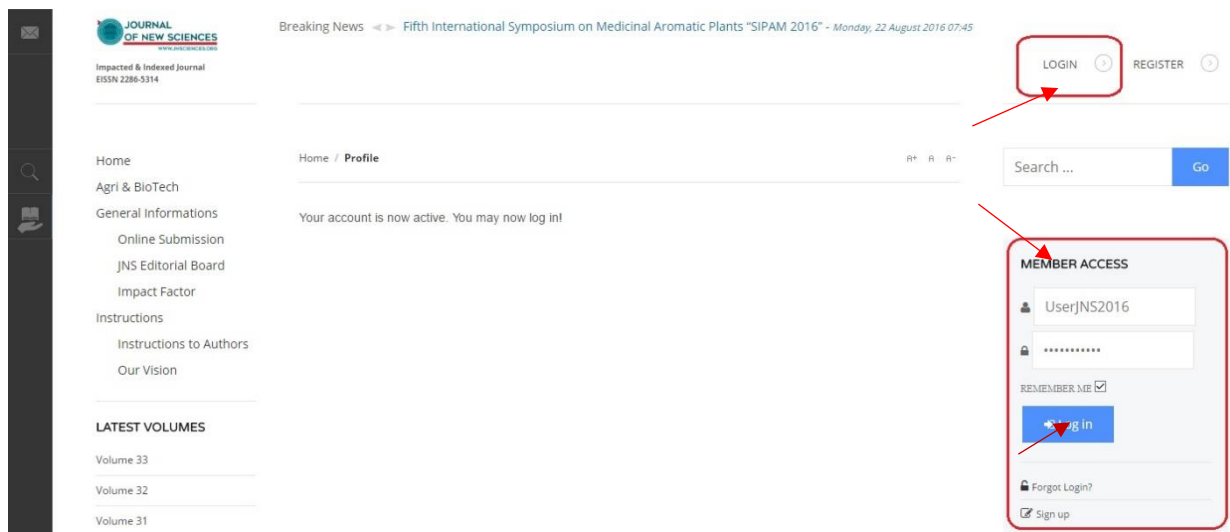 JOURNAL
OF NEW SCIENCES
WWW.JNSCIENCES.ORG
Impacted & Indexed Journal
EISSN 2286-5314
Breaking News Fifth International Symposium on Medicinal Aromatic Plants “SIPAM 2016” - Monday, 22 August 2016 07:45
LOGIN
REGISTER
Home
Agri & BioTech
General Informations
Online Submission
JNS Editorial Board
Impact Factor
Instructions
Instructions to Authors
Our Vision
LATEST VOLUMES
Volume 33
Volume 32
Volume 31
Home / Profile
A+ A A-
Your account is now active. You may now log in!
Search ...
Go
MEMBER ACCESS
UserJNS2016
•••••••••••
REMEMBER ME
Log in
Forgot Login?
Sign up